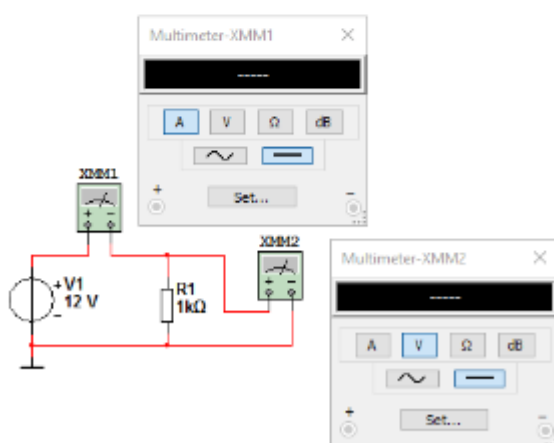 Multimeter-XMM1
-----
A V Ω dB
+ Set... -
XMM1
+ -
XMM2
+ -
+ V1
12 V
-
R1
1kΩ
Multimeter-XMM2
-----
A V Ω dB
+ Set... -